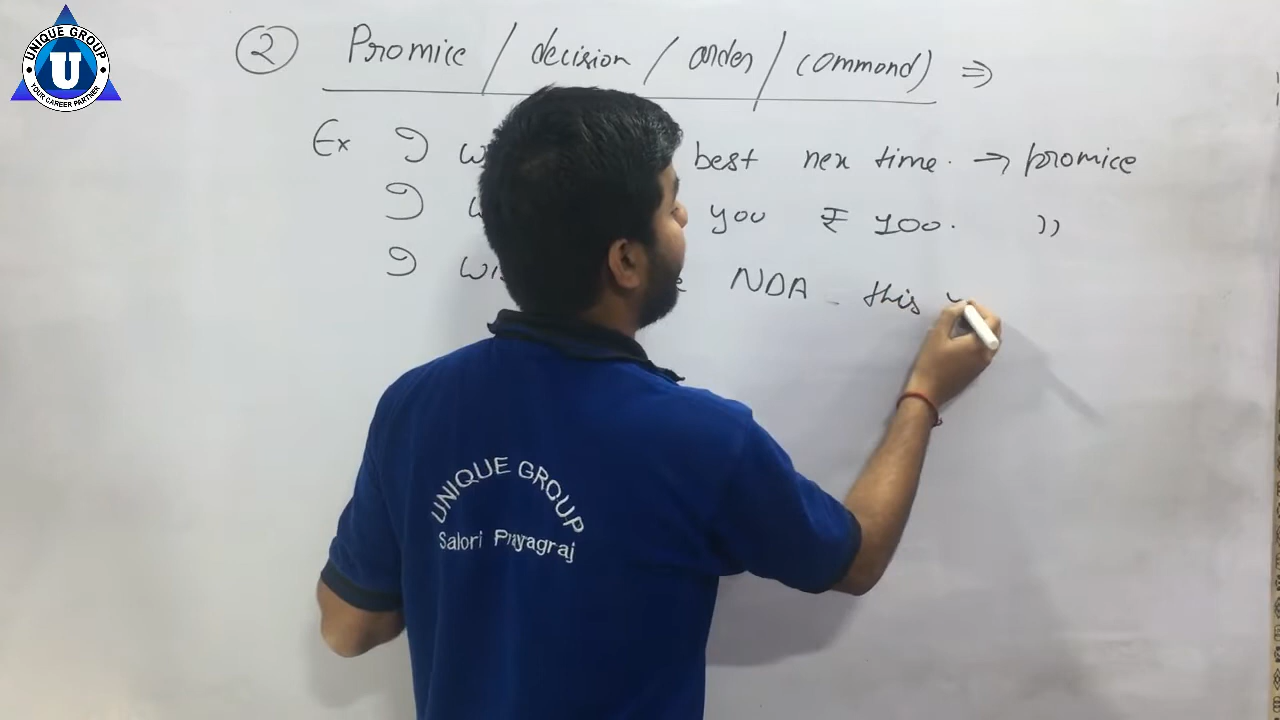 UNIQUE GROUP
U
YOUR CAREER PARTNER
2 Promice / decision / order / Commond) ⇒
Ex I best nex time. → promice
I you ₹ 100. ))
I NDA this
UNIQUE GROUP
Salori Prayagraj